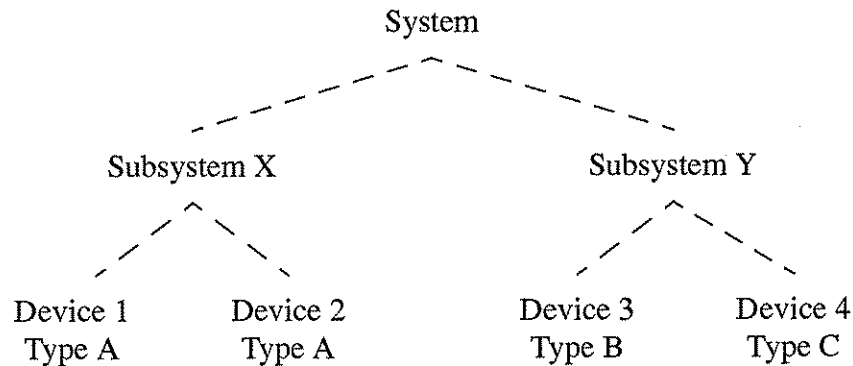 System
Subsystem X
Subsystem Y
Device 1
Type A
Device 2
Type A
Device 3
Type B
Device 4
Type C